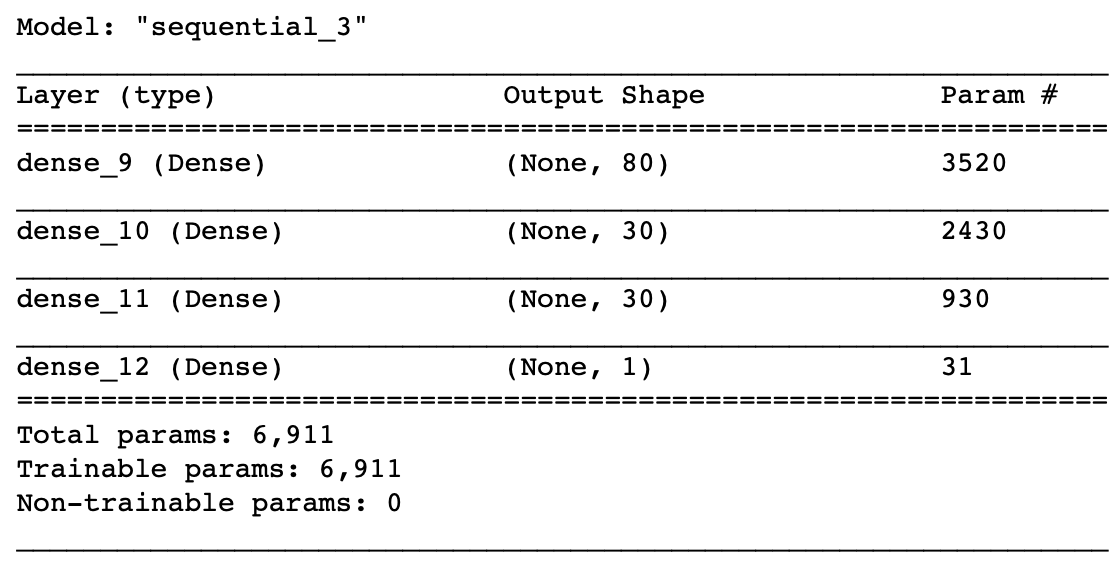 Model: "sequential_3"
Layer (type) Output Shape Param #
dense_9 (Dense) (None, 80) 3520
dense_10 (Dense) (None, 30) 2430
dense_11 (Dense) (None, 30) 930
dense_12 (Dense) (None, 1) 31
Total params: 6,911
Trainable params: 6,911
Non-trainable params: 0